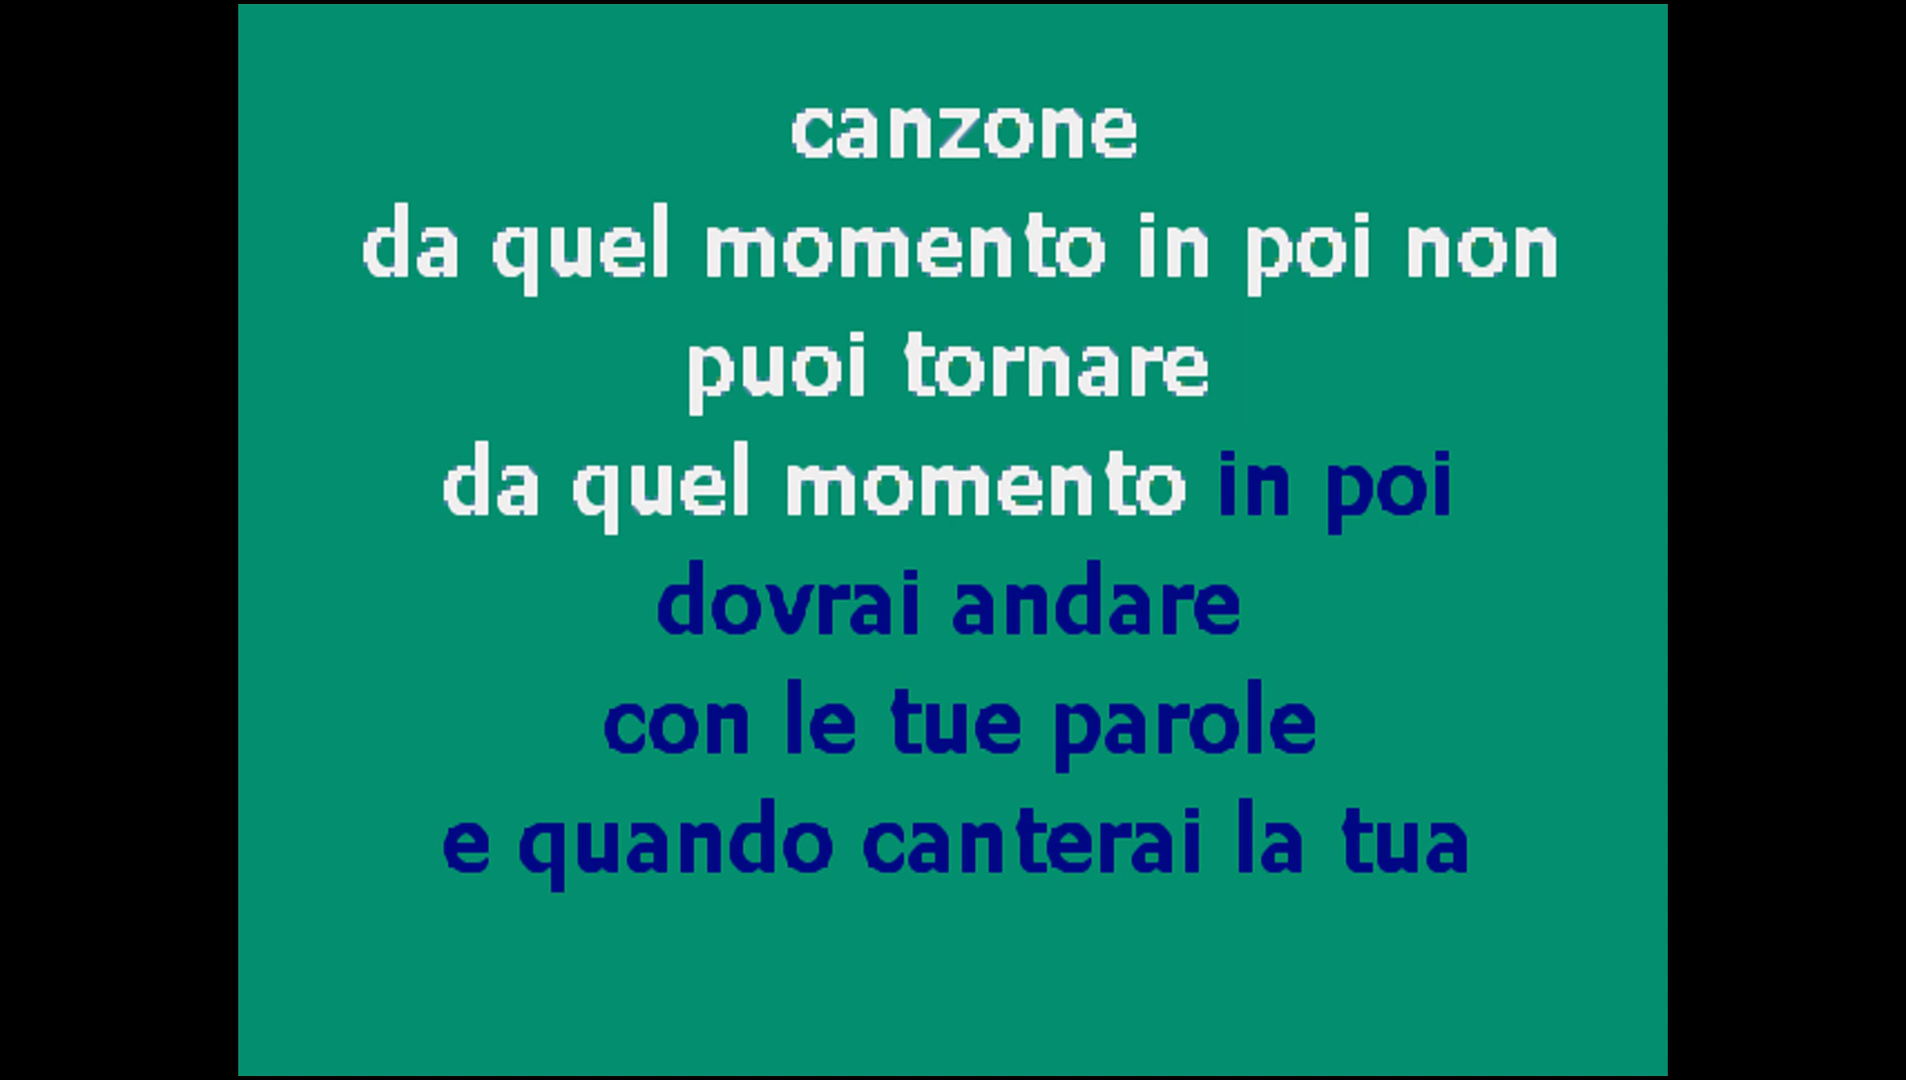 canzone
da quel momento in poi non
puoi tornare
da quel momento in poi
dovrai andare
con le tue parole
e quando canterai la tua